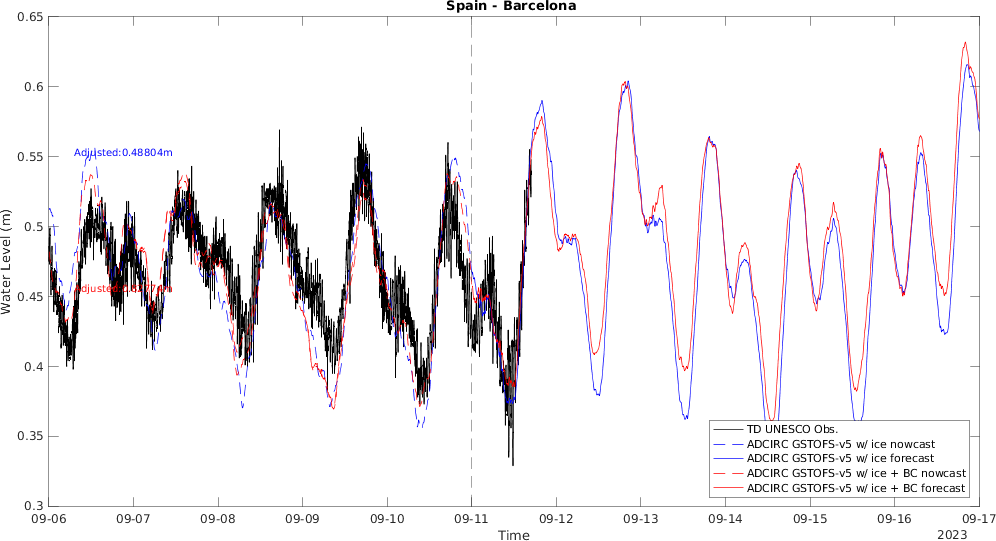 Spain - Barcelona
0.65
0.6
0.55
0.5
0.45
0.4
0.35
0.3
Water Level (m)
Adjusted:0.48804m
TD UNESCO Obs.
ADCIRC GSTOFS-v5 w/ ice nowcast
ADCIRC GSTOFS-v5 w/ ice forecast
ADCIRC GSTOFS-v5 w/ ice + BC nowcast
ADCIRC GSTOFS-v5 w/ ice + BC forecast
09-06 09-07 09-08 09-09 09-10 09-11 09-12 09-13 09-14 09-15 09-16 09-17
Time
2023